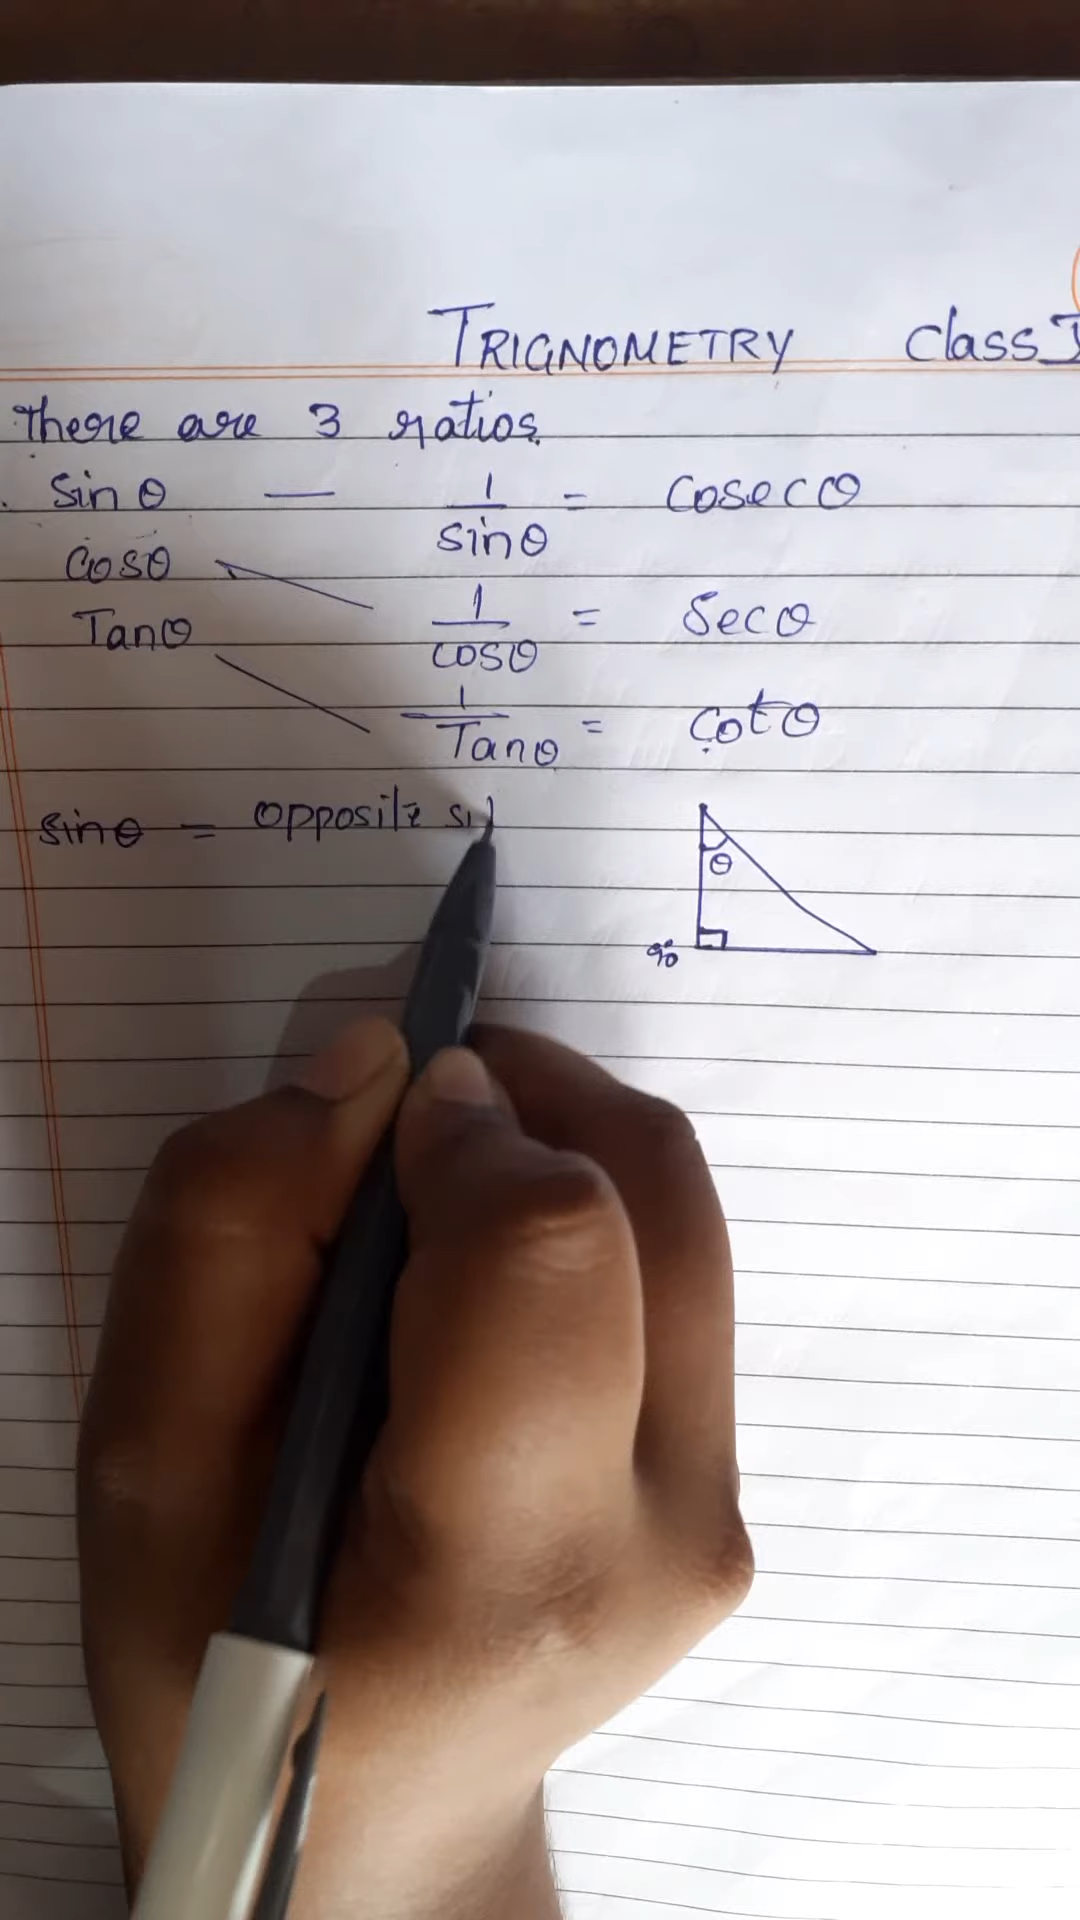 TRIGNOMETRY class
There are 3 ratios.
sin θ — 1/sinθ = cosecθ
cosθ 1/cosθ = secθ
Tanθ 1/Tanθ = cotθ
sinθ = opposite
θ
90°